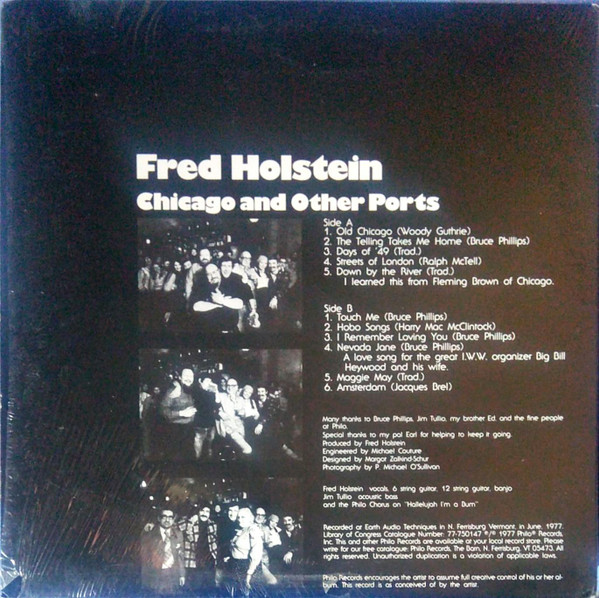 Fred Holstein
Chicago and Other Ports
Side A
1. Old Chicago (Woody Guthrie)
2. The Telling Takes Me Home (Bruce Phillips)
3. Days of '49 (Trad.)
4. Streets of London (Ralph McTell)
5. Down by the River (Trad.)
I learned this from Fleming Brown of Chicago.
Side B
1. Touch Me (Bruce Phillips)
2. Hobo Songs (Harry Mac McClintock)
3. I Remember Loving You (Bruce Phillips)
4. Nevada Jane (Bruce Phillips)
A love song for the great I.W.W. organizer Big Bill
Heywood and his wife.
5. Maggie May (Trad.)
6. Amsterdam (Jacques Brel)
Many thanks to Bruce Phillips, Jim Tullio, my brother Ed, and the fine people
at Philo.
Special thanks to my pal Earl for helping to keep it going.
Produced by Fred Holstein
Engineered by Michael Couture
Designed by Margot Zalkind-Schur
Photography by P. Michael O'Sullivan
Fred Holstein vocals, 6 string guitar, 12 string guitar, banjo
Jim Tullio acoustic bass
and the Philo Chorus on "Hallelujah I'm a Bum"
Recorded at Earth Audio Techniques in N. Ferrisburg Vermont, in June, 1977.
Library of Congress Catalogue Number: 77-750147 ℗/© 1977 Philo® Records,
Inc. This and other Philo Records are available at your local record store. Please
write for our free catalogue: Philo Records, The Barn, N. Ferrisburg, VT 05473. All
rights reserved. Unauthorized duplication is a violation of applicable laws.
Philo Records encourages the artist to assume full creative control of his or her al-
bum. This record is as conceived of by the artist.